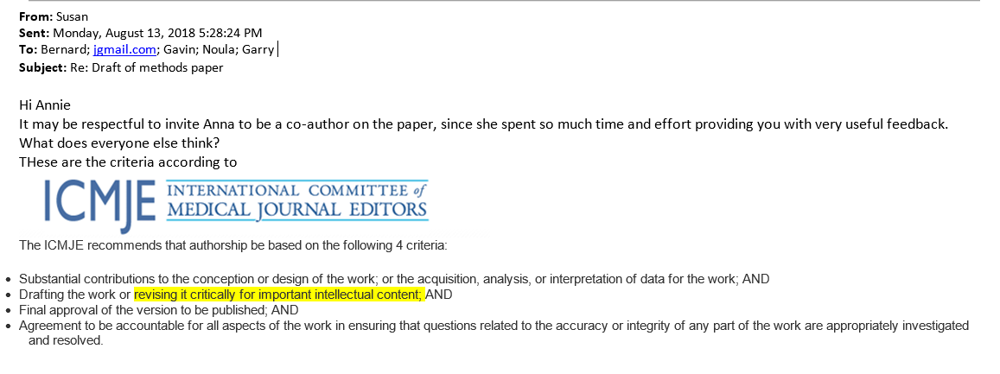 From: Susan
Sent: Monday, August 13, 2018 5:28:24 PM
To: Bernard; jgmail.com; Gavin; Noula; Garry
Subject: Re: Draft of methods paper
Hi Annie
It may be respectful to invite Anna to be a co-author on the paper, since she spent so much time and effort providing you with very useful feedback.
What does everyone else think?
THese are the criteria according to
ICMJE INTERNATIONAL COMMITTEE of
MEDICAL JOURNAL EDITORS
The ICMJE recommends that authorship be based on the following 4 criteria:
• Substantial contributions to the conception or design of the work; or the acquisition, analysis, or interpretation of data for the work; AND
• Drafting the work or revising it critically for important intellectual content; AND
• Final approval of the version to be published; AND
• Agreement to be accountable for all aspects of the work in ensuring that questions related to the accuracy or integrity of any part of the work are appropriately investigated
and resolved.